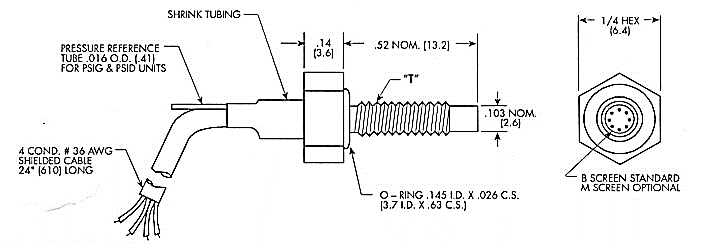 SHRINK TUBING
PRESSURE REFERENCE
TUBE .016 O.D. (.41)
FOR PSIG & PSID UNITS
.14
(3.6)
.52 NOM. (13.2)
1/4 HEX
(6.4)
"T"
.103 NOM.
(2.6)
4 COND. # 36 AWG
SHIELDED CABLE
24" (610) LONG
O – RING .145 I.D. X .026 C.S.
(3.7 I.D. X .63 C.S.)
B SCREEN STANDARD
M SCREEN OPTIONAL